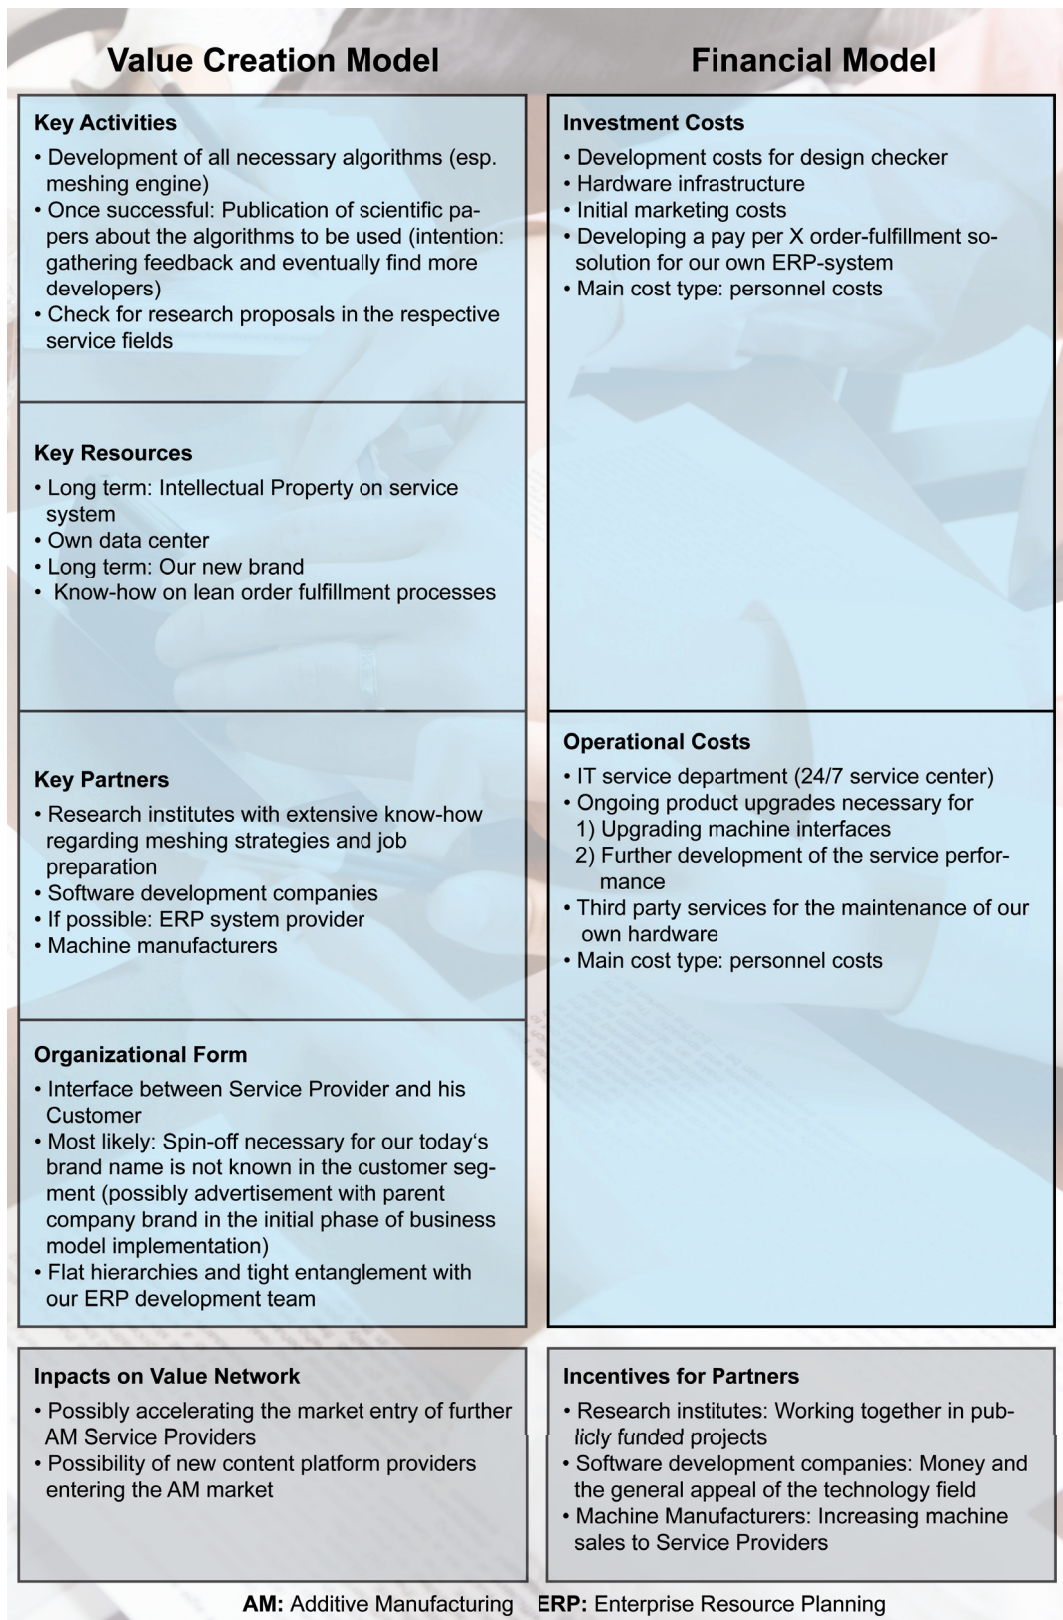 Value Creation Model
Key Activities
• Development of all necessary algorithms (esp.
meshing engine)
• Once successful: Publication of scientific pa-
pers about the algorithms to be used (intention:
gathering feedback and eventually find more
developers)
• Check for research proposals in the respective
service fields
Key Resources
• Long term: Intellectual Property on service
system
• Own data center
• Long term: Our new brand
• Know-how on lean order fulfillment processes
Key Partners
• Research institutes with extensive know-how
regarding meshing strategies and job
preparation
• Software development companies
• If possible: ERP system provider
• Machine manufacturers
Organizational Form
• Interface between Service Provider and his
Customer
• Most likely: Spin-off necessary for our today‘s
brand name is not known in the customer seg-
ment (possibly advertisement with parent
company brand in the initial phase of business
model implementation)
• Flat hierarchies and tight entanglement with
our ERP development team
Inpacts on Value Network
• Possibly accelerating the market entry of further
AM Service Providers
• Possibility of new content platform providers
entering the AM market
Financial Model
Investment Costs
• Development costs for design checker
• Hardware infrastructure
• Initial marketing costs
• Developing a pay per X order-fulfillment so-
solution for our own ERP-system
• Main cost type: personnel costs
Operational Costs
• IT service department (24/7 service center)
• Ongoing product upgrades necessary for
1) Upgrading machine interfaces
2) Further development of the service perfor-
mance
• Third party services for the maintenance of our
own hardware
• Main cost type: personnel costs
Incentives for Partners
• Research institutes: Working together in pub-
licly funded projects
• Software development companies: Money and
the general appeal of the technology field
• Machine Manufacturers: Increasing machine
sales to Service Providers
AM: Additive Manufacturing ERP: Enterprise Resource Planning